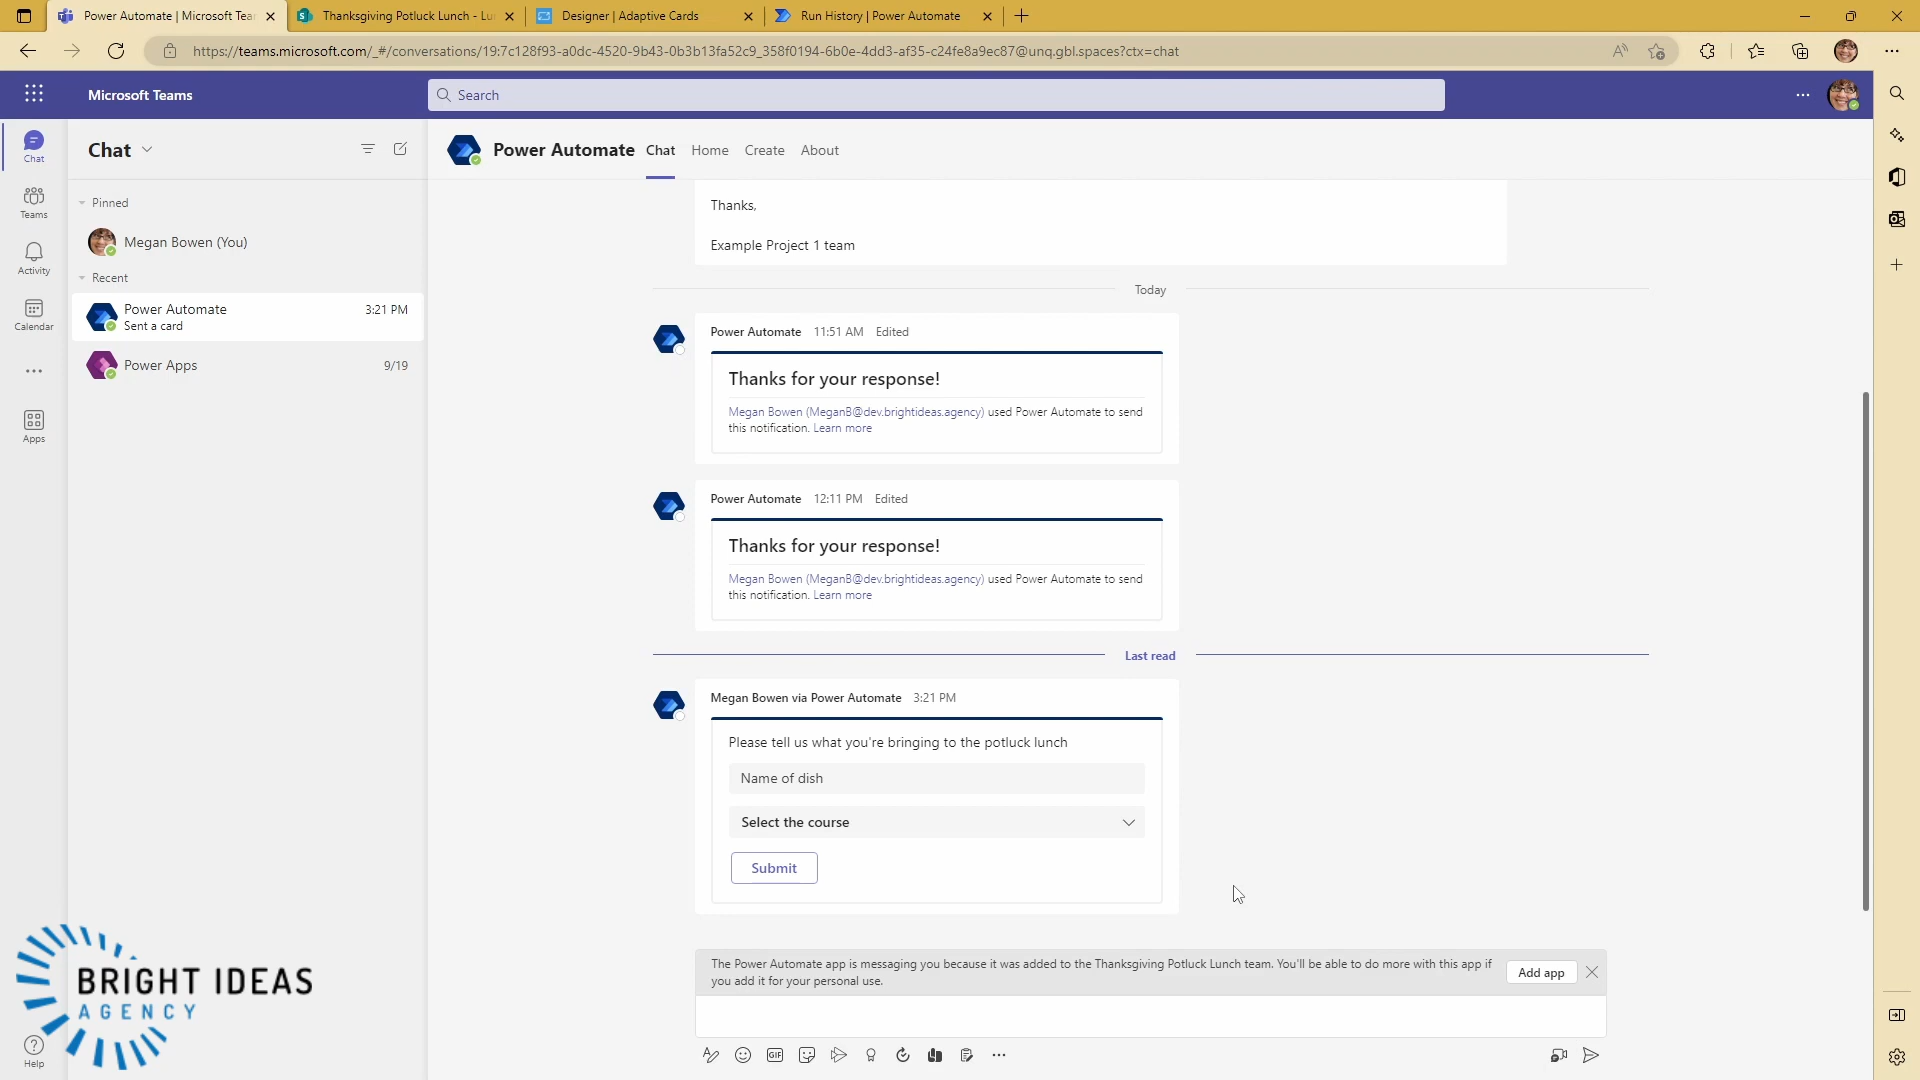 Power Automate | Microsoft Tea
Thanksgiving Potluck Lunch - Lu
Designer | Adaptive Cards
Run History | Power Automate
https://teams.microsoft.com/_#/conversations/19:7c128f93-a0dc-4520-9b43-0b3b13fa52c9_358f0194-6b0e-4dd3-af35-c24fe8a9ec87@unq.gbl.spaces?ctx=chat
Microsoft Teams
Search
Chat
Teams
Activity
Calendar
Apps
Help
Chat
Pinned
Megan Bowen (You)
Recent
Power Automate 3:21 PM
Sent a card
Power Apps 9/19
Power Automate Chat Home Create About
Thanks,
Example Project 1 team
Today
Power Automate 11:51 AM Edited
Thanks for your response!
Megan Bowen (MeganB@dev.brightideas.agency) used Power Automate to send
this notification. Learn more
Power Automate 12:11 PM Edited
Thanks for your response!
Megan Bowen (MeganB@dev.brightideas.agency) used Power Automate to send
this notification. Learn more
Last read
Megan Bowen via Power Automate 3:21 PM
Please tell us what you're bringing to the potluck lunch
Name of dish
Select the course
Submit
The Power Automate app is messaging you because it was added to the Thanksgiving Potluck Lunch team. You'll be able to do more with this app if
you add it for your personal use.
Add app
GIF
BRIGHT IDEAS
AGENCY